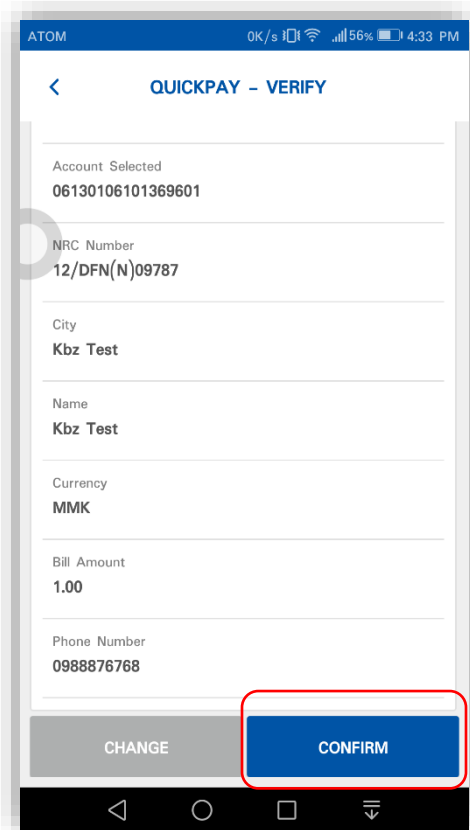 ATOM 0K/s 56% 4:33 PM
QUICKPAY – VERIFY
Account Selected
06130106101369601
NRC Number
12/DFN(N)09787
City
Kbz Test
Name
Kbz Test
Currency
MMK
Bill Amount
1.00
Phone Number
0988876768
CHANGE CONFIRM